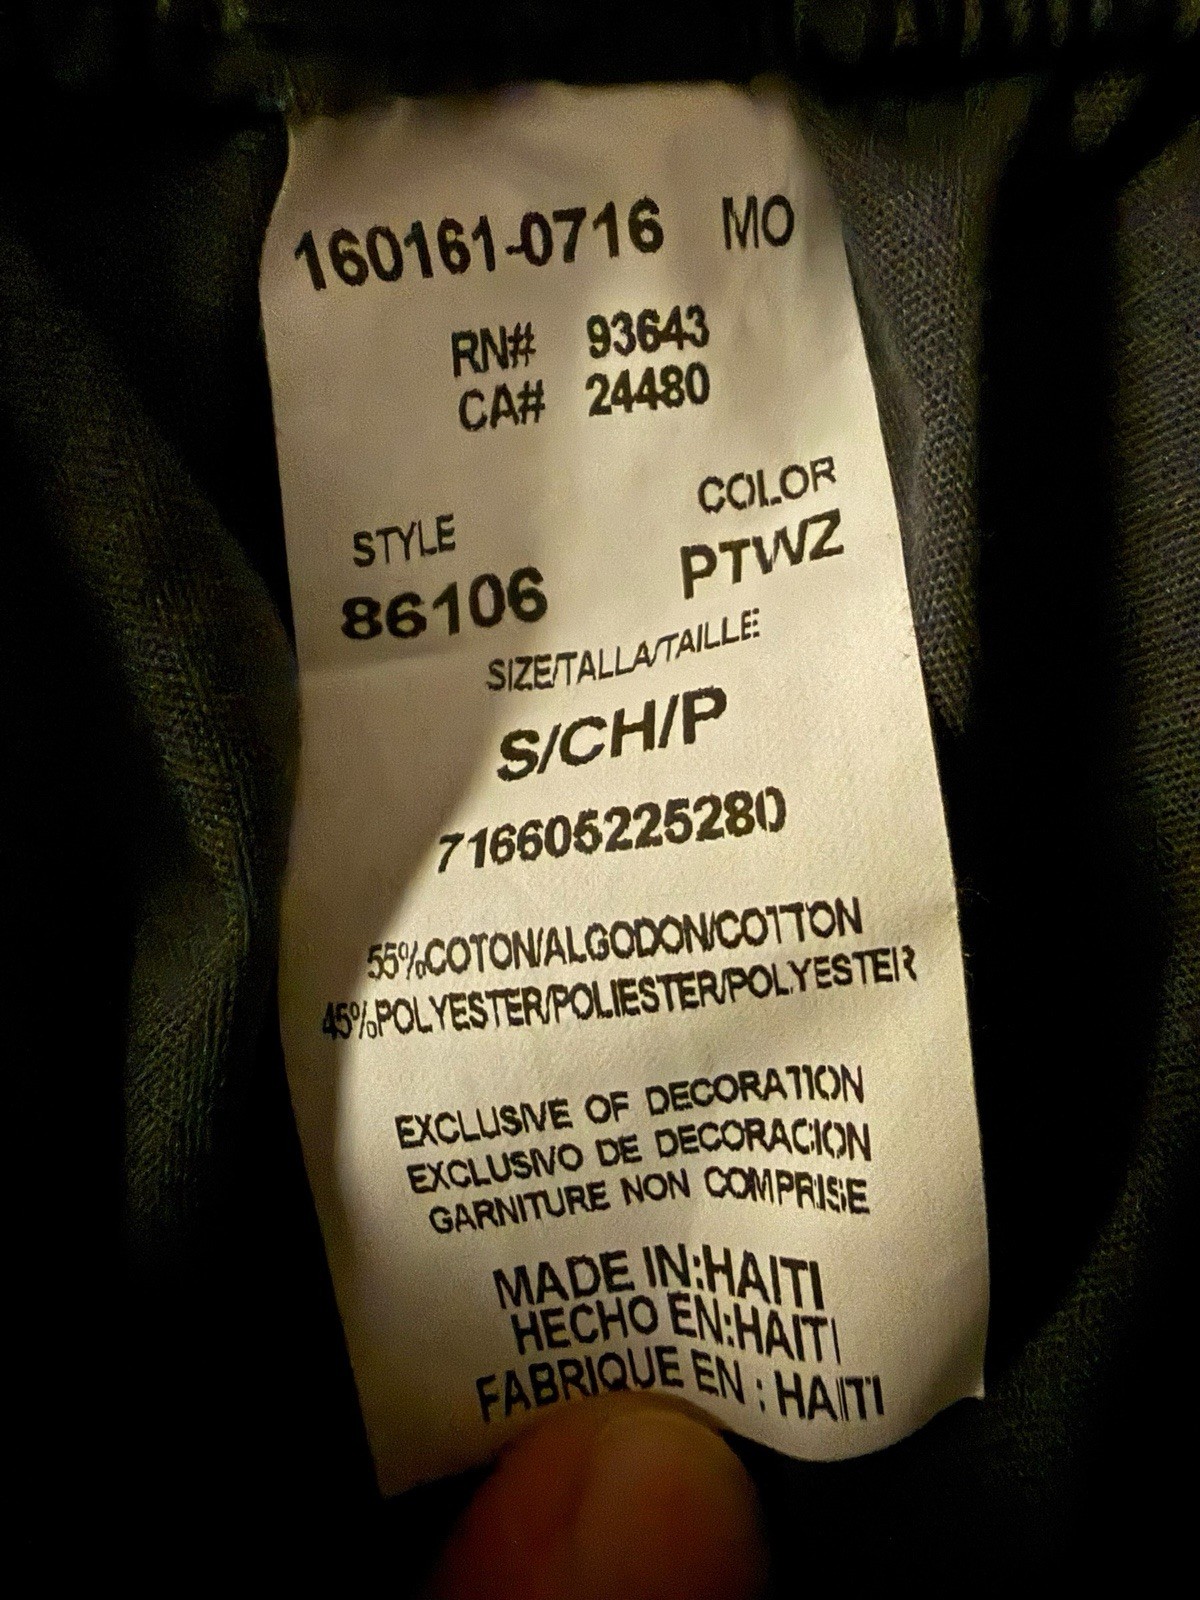 160161-0716 MO
RN# 93643
CA# 24480
STYLE COLOR
86106 PTWZ
SIZE/TALLA/TAILLE
S/CH/P
716605225280
55%COTON/ALGODON/COTTON
45%POLYESTER/POLIESTER/POLYESTER
EXCLUSIVE OF DECORATION
EXCLUSIVO DE DECORACION
GARNITURE NON COMPRISE
MADE IN:HAITI
HECHO EN:HAITI
FABRIQUE EN : HAITI